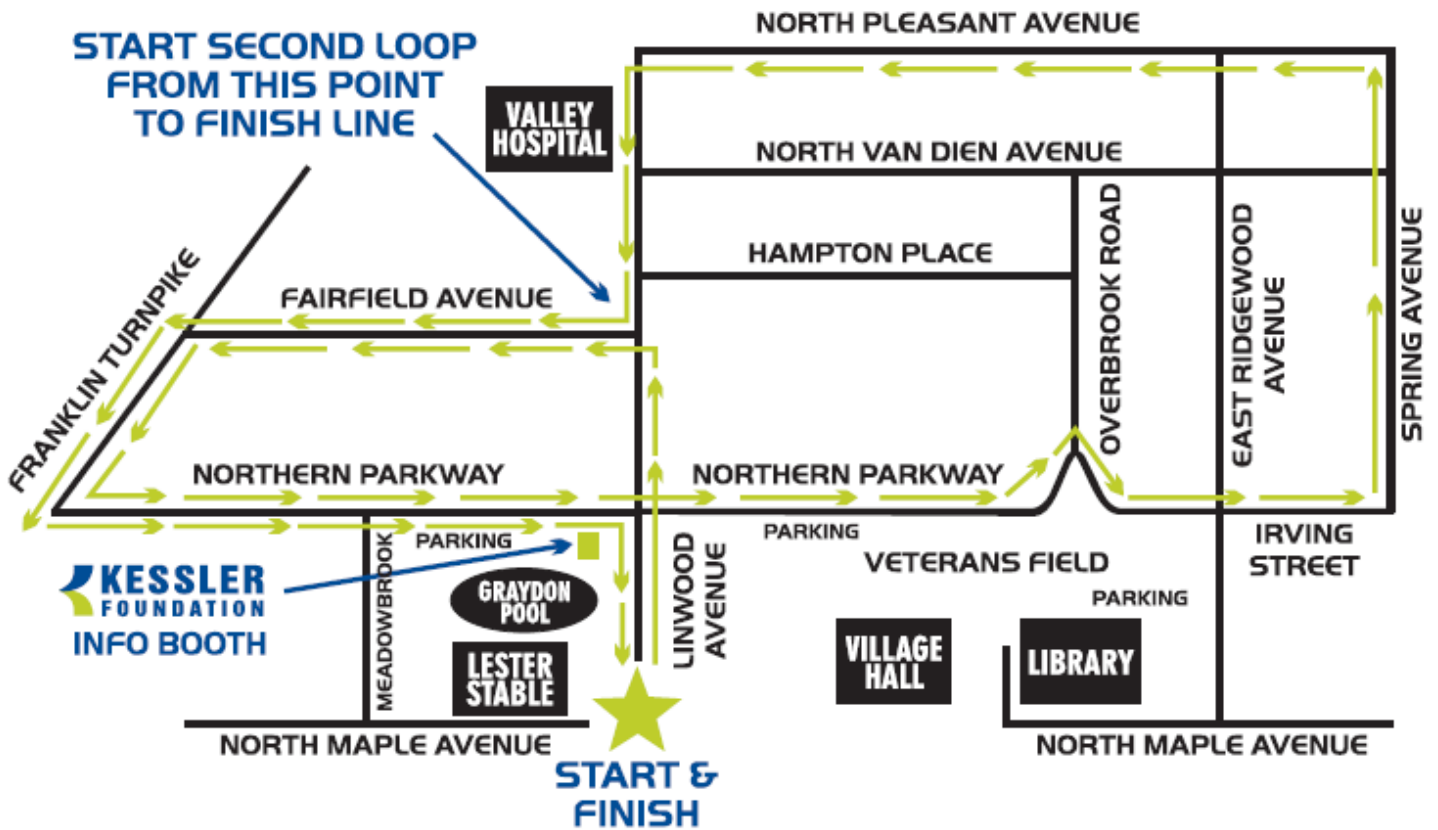 NORTH PLEASANT AVENUE
START SECOND LOOP
FROM THIS POINT
TO FINISH LINE
VALLEY
HOSPITAL
NORTH VAN DIEN AVENUE
OVERBROOK ROAD
EAST RIDGEWOOD
AVENUE
SPRING AVENUE
HAMPTON PLACE
FRANKLIN TURNPIKE
FAIRFIELD AVENUE
NORTHERN PARKWAY
NORTHERN PARKWAY
PARKING
PARKING
IRVING
STREET
KESSLER
FOUNDATION
INFO BOOTH
MEADOWBROOK
GRAYDON
POOL
LINWOOD
AVENUE
VETERANS FIELD
PARKING
LESTER
STABLE
VILLAGE
HALL
LIBRARY
NORTH MAPLE AVENUE
NORTH MAPLE AVENUE
START &
FINISH